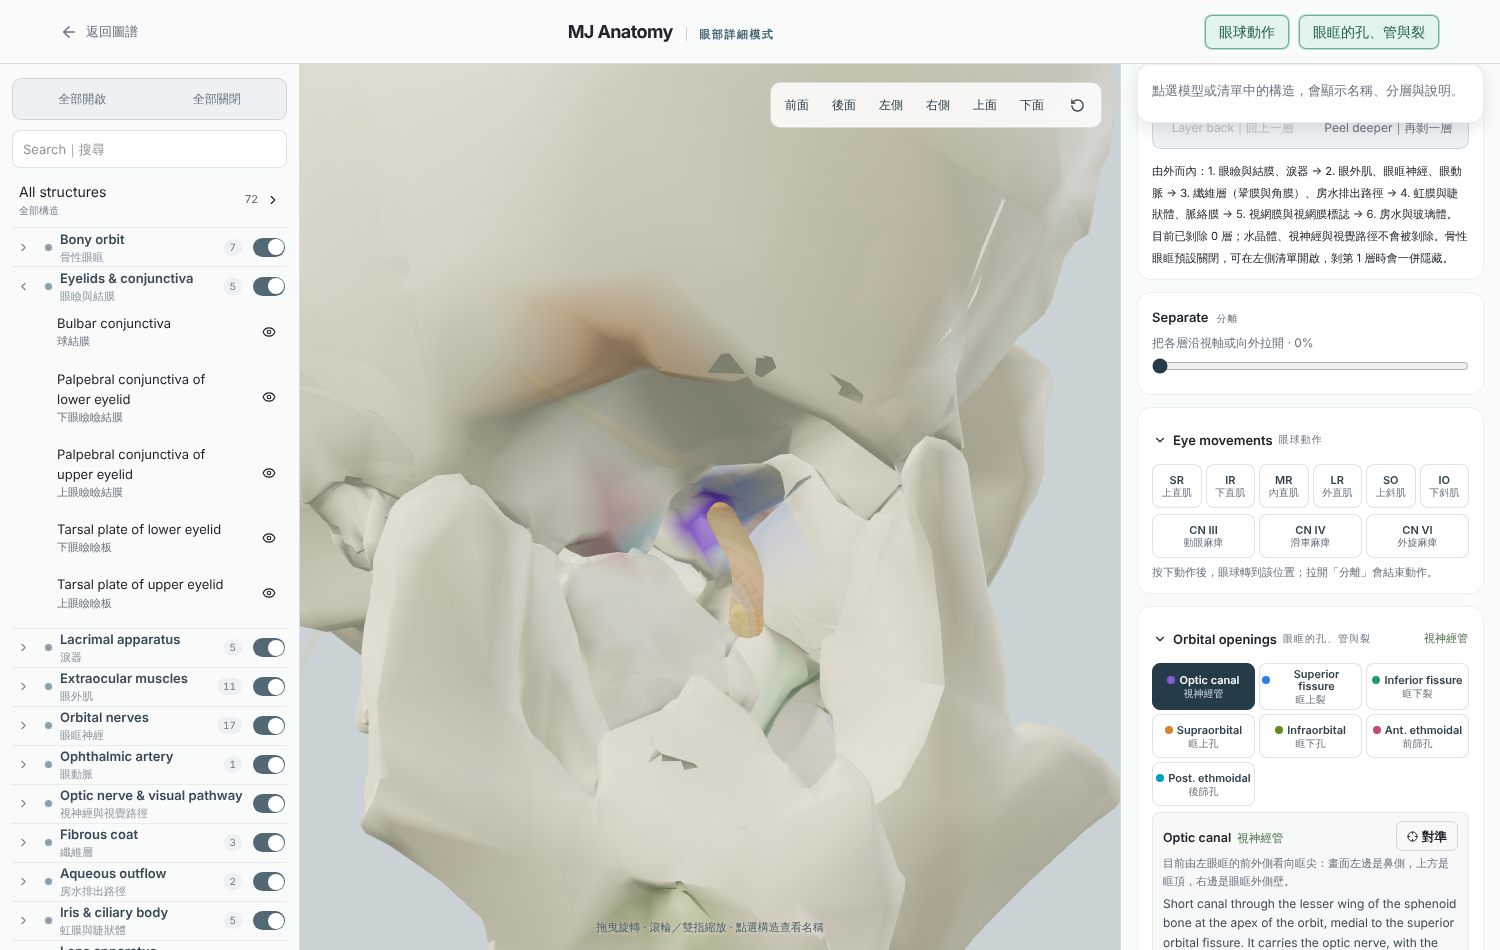 返回圖譜
MJ Anatomy
眼部詳細模式
眼球動作
眼眶的孔、管與裂
全部開啟
全部關閉
Search | 搜尋
All structures
全部構造
72
Bony orbit
骨性眼眶
7
Eyelids & conjunctiva
眼瞼與結膜
5
Bulbar conjunctiva
球結膜
Palpebral conjunctiva of
lower eyelid
下眼瞼瞼結膜
Palpebral conjunctiva of
upper eyelid
上眼瞼瞼結膜
Tarsal plate of lower eyelid
下眼瞼瞼板
Tarsal plate of upper eyelid
上眼瞼瞼板
Lacrimal apparatus
淚器
5
Extraocular muscles
眼外肌
11
Orbital nerves
眼眶神經
17
Ophthalmic artery
眼動脈
1
Optic nerve & visual pathway
視神經與視覺路徑
Fibrous coat
纖維層
3
Aqueous outflow
房水排出路徑
2
Iris & ciliary body
虹膜與睫狀體
5
前面
後面
左側
右側
上面
下面
拖曳旋轉 · 滾輪／雙指縮放 · 點選構造查看名稱
點選模型或清單中的構造，會顯示名稱、分層與說明。
Layer back | 回上一層
Peel deeper | 再剝一層
由外而內：1. 眼瞼與結膜、淚器 → 2. 眼外肌、眼眶神經、眼動
脈 → 3. 纖維層（鞏膜與角膜）、房水排出路徑 → 4. 虹膜與睫
狀體、脈絡膜 → 5. 視網膜與視網膜標誌 → 6. 房水與玻璃體。
目前已剝除 0 層；水晶體、視神經與視覺路徑不會被剝除。骨性
眼眶預設關閉，可在左側清單開啟，剝第 1 層時會一併隱藏。
Separate 分離
把各層沿視軸或向外拉開 · 0%
Eye movements 眼球動作
SR
上直肌
IR
下直肌
MR
內直肌
LR
外直肌
SO
上斜肌
IO
下斜肌
CN III
動眼麻痺
CN IV
滑車麻痺
CN VI
外旋麻痺
按下動作後，眼球轉到該位置；拉開「分離」會結束動作。
Orbital openings 眼眶的孔、管與裂
視神經管
Optic canal
視神經管
Superior
fissure
眶上裂
Inferior fissure
眶下裂
Supraorbital
眶上孔
Infraorbital
眶下孔
Ant. ethmoidal
前篩孔
Post. ethmoidal
後篩孔
Optic canal 視神經管
對準
目前由左眼眶的前外側看向眶尖：畫面左邊是鼻側，上方是
眶頂，右邊是眼眶外側壁。
Short canal through the lesser wing of the sphenoid
bone at the apex of the orbit, medial to the superior
orbital fissure. It carries the optic nerve, with the